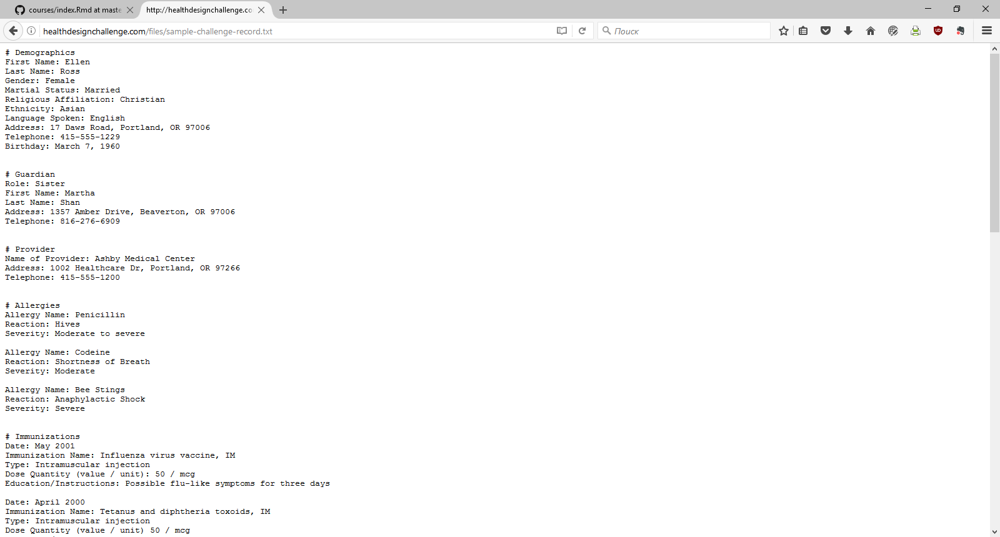 courses/index.Rmd at maste
http://healthdesignchallenge.co
healthdesignchallenge.com/files/sample-challenge-record.txt
Поиск
# Demographics
First Name: Ellen
Last Name: Ross
Gender: Female
Martial Status: Married
Religious Affiliation: Christian
Ethnicity: Asian
Language Spoken: English
Address: 17 Daws Road, Portland, OR 97006
Telephone: 415-555-1229
Birthday: March 7, 1960
# Guardian
Role: Sister
First Name: Martha
Last Name: Shan
Address: 1357 Amber Drive, Beaverton, OR 97006
Telephone: 816-276-6909
# Provider
Name of Provider: Ashby Medical Center
Address: 1002 Healthcare Dr, Portland, OR 97266
Telephone: 415-555-1200
# Allergies
Allergy Name: Penicillin
Reaction: Hives
Severity: Moderate to severe
Allergy Name: Codeine
Reaction: Shortness of Breath
Severity: Moderate
Allergy Name: Bee Stings
Reaction: Anaphylactic Shock
Severity: Severe
# Immunizations
Date: May 2001
Immunization Name: Influenza virus vaccine, IM
Type: Intramuscular injection
Dose Quantity (value / unit): 50 / mcg
Education/Instructions: Possible flu-like symptoms for three days
Date: April 2000
Immunization Name: Tetanus and diphtheria toxoids, IM
Type: Intramuscular injection
Dose Quantity (value / unit) 50 / mcg